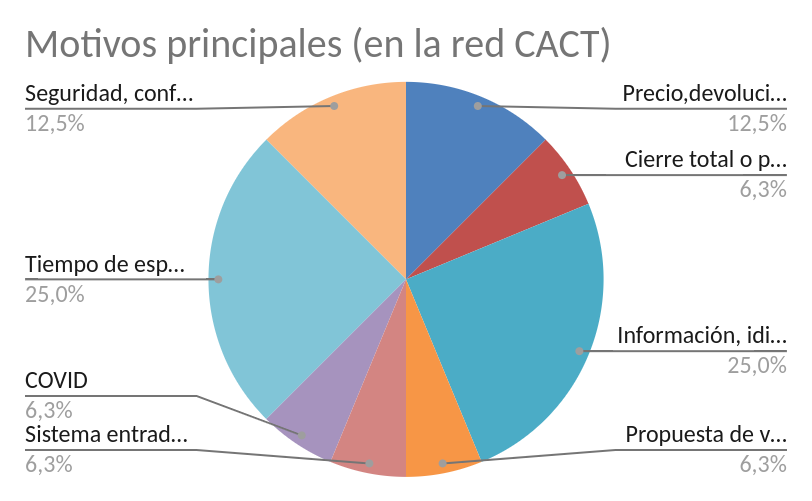 Motivos principales (en la red CACT)
Seguridad, conf...
12,5%
Precio,devoluci...
12,5%
Cierre total o p...
6,3%
Tiempo de esp...
25,0%
Información, idi...
25,0%
COVID
6,3%
Sistema entrad...
6,3%
Propuesta de v...
6,3%